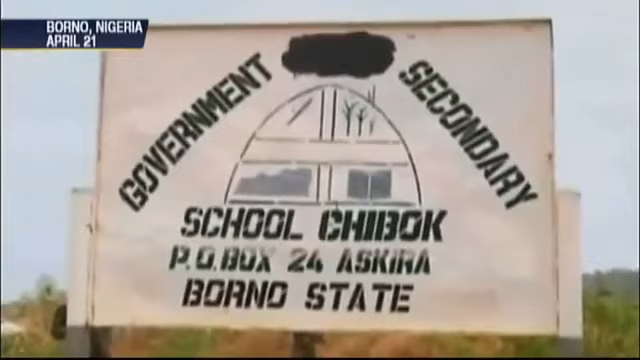 BORNO, NIGERIA
APRIL 21
GOVERNMENT SECONDARY
SCHOOL CHIBOK
P.O.BOX 24 ASKIRA
BORNO STATE